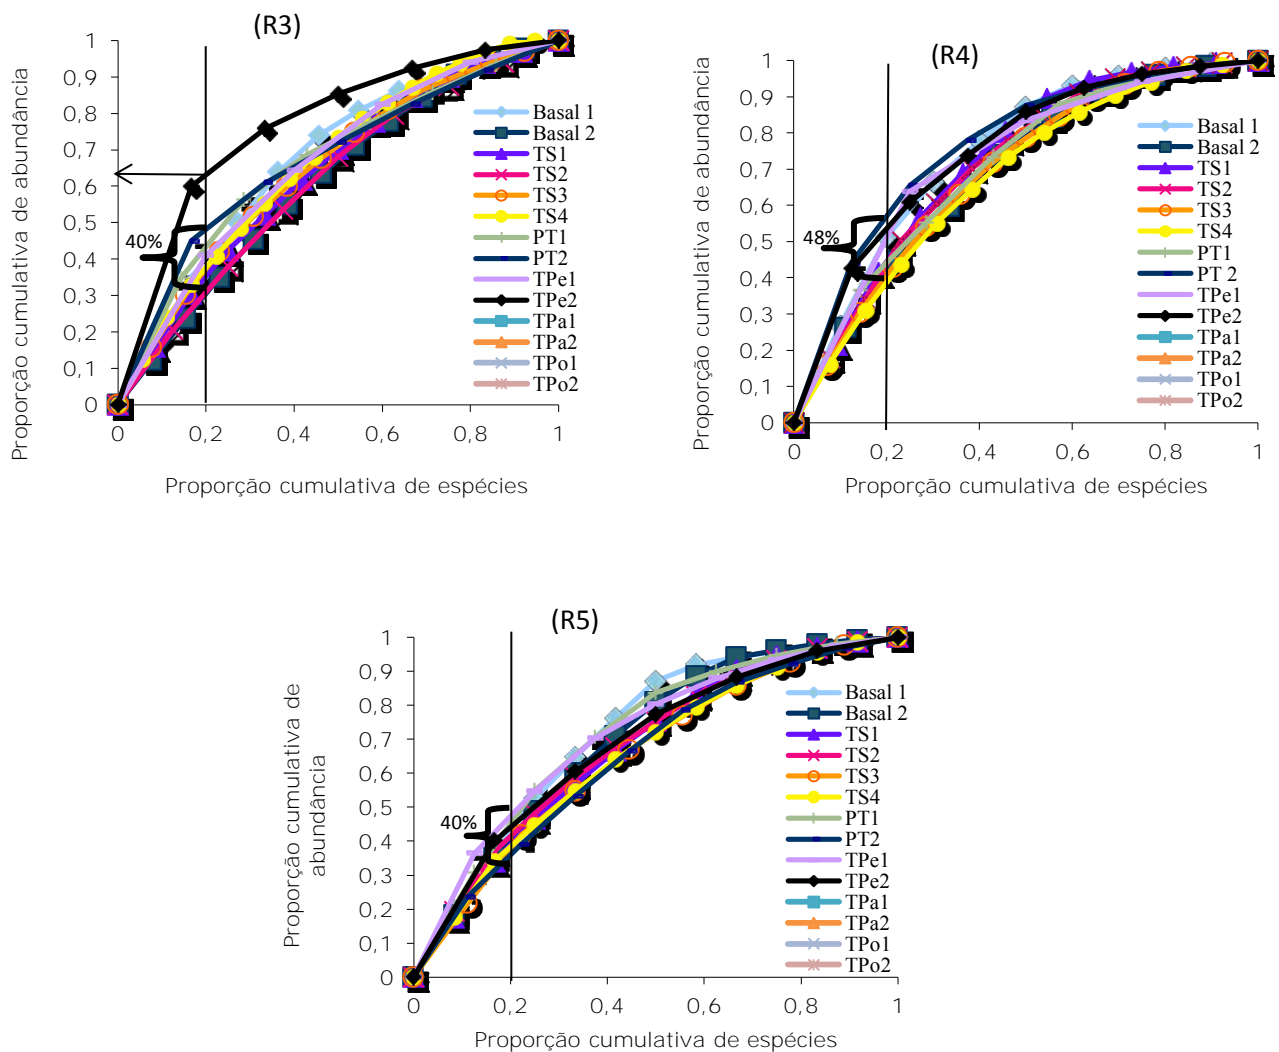 (R3)
Proporção cumulativa de abundância
1
0,9
0,8
0,7
0,6
0,5
0,4
0,3
0,2
0,1
0
40%
0
0,2
0,4
0,6
0,8
1
Proporção cumulativa de espécies
Basal 1
Basal 2
TS1
TS2
TS3
TS4
PT1
PT2
TPe1
TPe2
TPa1
TPa2
TPo1
TPo2
(R4)
Proporção cumulativa de abundância
1
0,9
0,8
0,7
0,6
0,5
0,4
0,3
0,2
0,1
0
48%
0
0,2
0,4
0,6
0,8
1
Proporção cumulativa de espécies
Basal 1
Basal 2
TS1
TS2
TS3
TS4
PT1
PT 2
TPe1
TPe2
TPa1
TPa2
TPo1
TPo2
(R5)
Proporção cumulativa de
abundância
1
0,9
0,8
0,7
0,6
0,5
0,4
0,3
0,2
0,1
0
40%
0
0,2
0,4
0,6
0,8
1
Proporção cumulativa de espécies
Basal 1
Basal 2
TS1
TS2
TS3
TS4
PT1
PT2
TPe1
TPe2
TPa1
TPa2
TPo1
TPo2